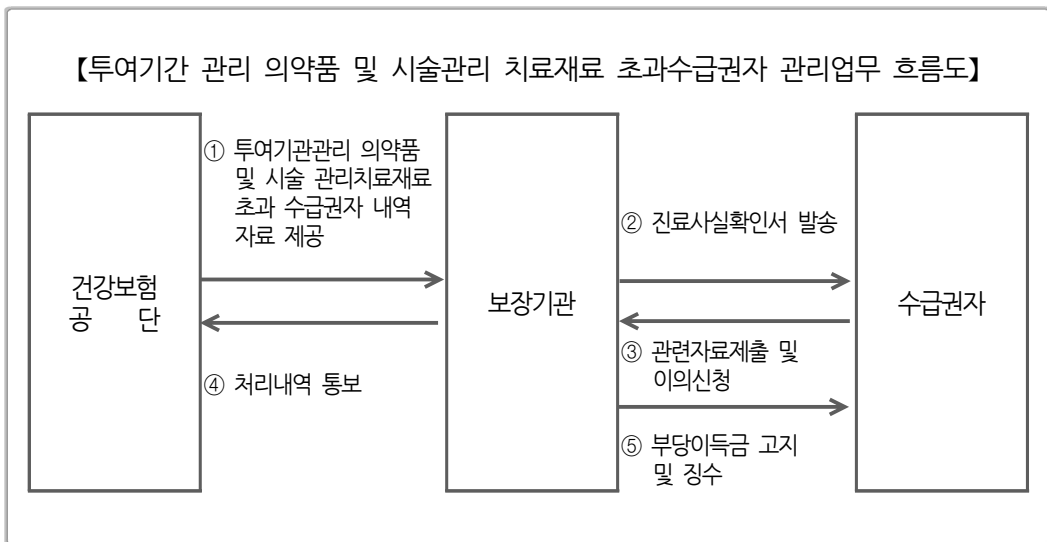 【투여기간 관리 의약품 및 시술관리 치료재료 초과수급권자 관리업무 흐름도】
① 투여기관관리 의약품
및 시술 관리치료재료
초과 수급권자 내역
자료 제공
② 진료사실확인서 발송
건강보험
공 단
보장기관
수급권자
③ 관련자료제출 및
이의신청
④ 처리내역 통보
⑤ 부당이득금 고지
및 징수